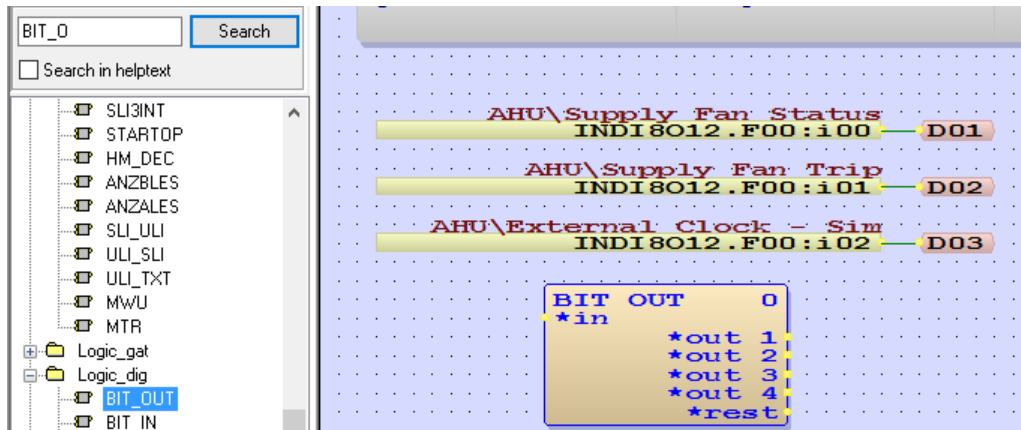 BIT_O
Search
Search in helptext
SLI3INT
STARTOP
HM_DEC
ANZBLES
ANZALES
SLI_ULI
ULI_SLI
ULI_TXT
MWU
MTR
Logic_gat
Logic_dig
BIT_OUT
BIT_IN
AHU\Supply Fan Status
INDI8O12.F00:i00 D01
AHU\Supply Fan Trip
INDI8O12.F00:i01 D02
AHU\External Clock - Sim
INDI8O12.F00:i02 D03
BIT OUT 0
*in
*out 1
*out 2
*out 3
*out 4
*rest